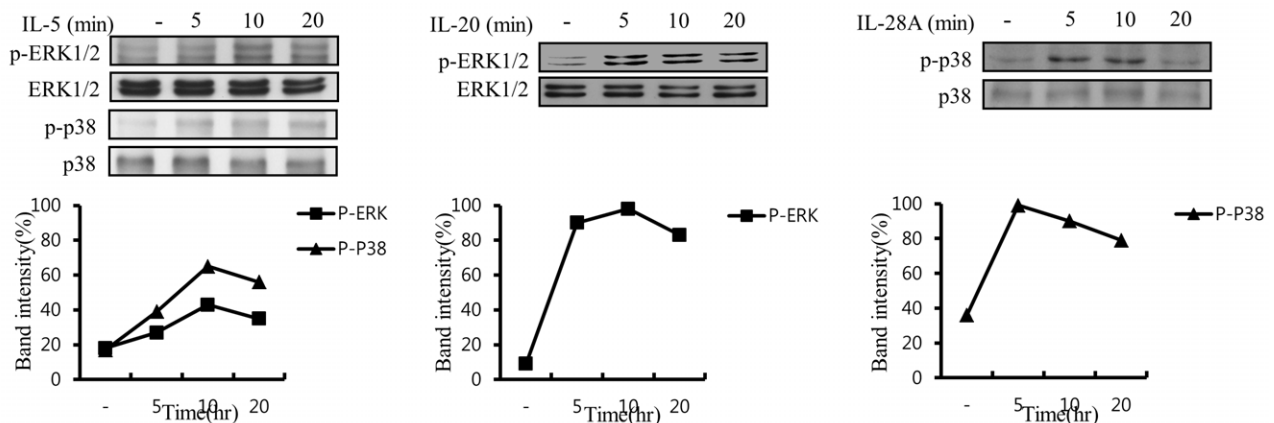 IL-5 (min) - 5 10 20
p-ERK1/2
ERK1/2
p-p38
p38
IL-20 (min) - 5 10 20
p-ERK1/2
ERK1/2
IL-28A (min) - 5 10 20
p-p38
p38
Band intensity(%)
100
80
60
40
20
0
- 5 10 20
Time(hr)
P-ERK
P-P38
Band intensity(%)
100
80
60
40
20
0
- 5 10 20
Time(hr)
P-ERK
Band intensity(%)
100
80
60
40
20
0
- 5 10 20
Time(hr)
P-P38